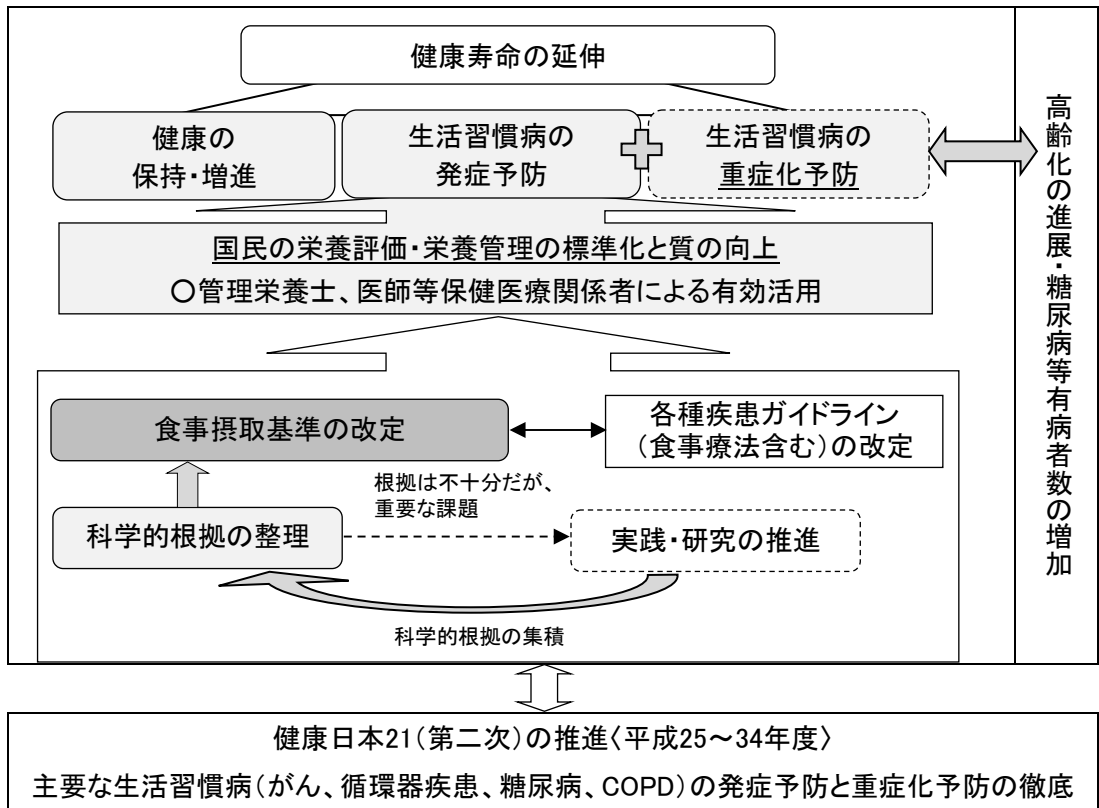 健康寿命の延伸
健康の
保持・増進
生活習慣病の
発症予防
生活習慣病の
重症化予防
高齢化の進展・糖尿病等有病者数の増加
国民の栄養評価・栄養管理の標準化と質の向上
○管理栄養士、医師等保健医療関係者による有効活用
食事摂取基準の改定
各種疾患ガイドライン
(食事療法含む)の改定
根拠は不十分だが、
重要な課題
科学的根拠の整理
実践・研究の推進
科学的根拠の集積
健康日本21(第二次)の推進〈平成25~34年度〉
主要な生活習慣病(がん、循環器疾患、糖尿病、COPD)の発症予防と重症化予防の徹底